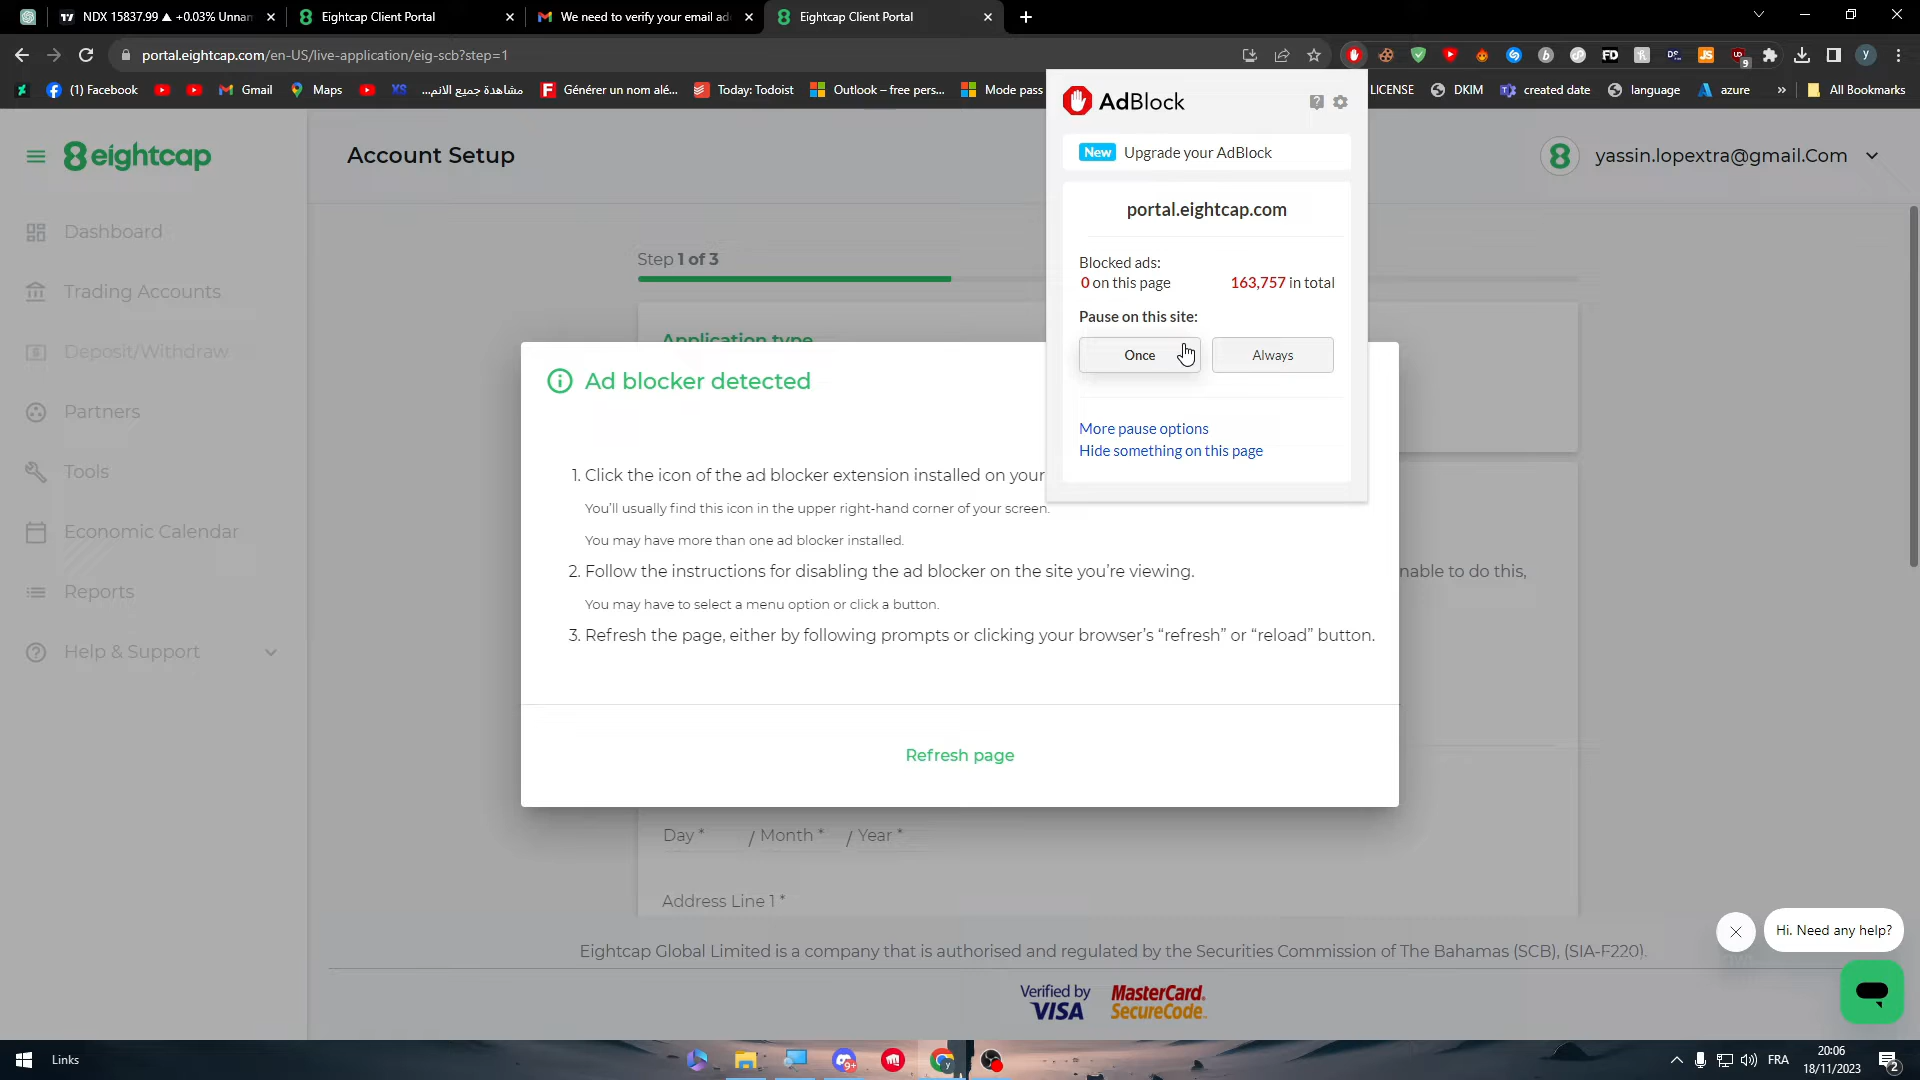 NDX 15837.99 ▲ +0.03% Unnan
Eightcap Client Portal
We need to verify your email ad
Eightcap Client Portal
portal.eightcap.com/en-US/live-application/eig-scb?step=1
(1) Facebook
Gmail
Maps
XS
مشاهدة جميع الانم...
Générer un nom alé...
Today: Todoist
Outlook – free pers...
Mode pass
LICENSE
DKIM
created date
language
azure
»
All Bookmarks
AdBlock
New Upgrade your AdBlock
portal.eightcap.com
Blocked ads:
0 on this page 163,757 in total
Pause on this site:
Once Always
More pause options
Hide something on this page
eightcap
Account Setup
yassin.lopextra@gmail.Com
Dashboard
Trading Accounts
Deposit/Withdraw
Partners
Tools
Economic Calendar
Reports
Help & Support
Step 1 of 3
Application type
Ad blocker detected
1. Click the icon of the ad blocker extension installed on your
You'll usually find this icon in the upper right-hand corner of your screen.
You may have more than one ad blocker installed.
2. Follow the instructions for disabling the ad blocker on the site you're viewing.
nable to do this,
You may have to select a menu option or click a button.
3. Refresh the page, either by following prompts or clicking your browser's “refresh” or “reload” button.
Refresh page
Day * / Month * / Year *
Address Line 1 *
Eightcap Global Limited is a company that is authorised and regulated by the Securities Commission of The Bahamas (SCB), (SIA-F220).
Verified by
VISA
MasterCard.
SecureCode.
Hi. Need any help?
Links
9+
FRA
20:06
18/11/2023
2